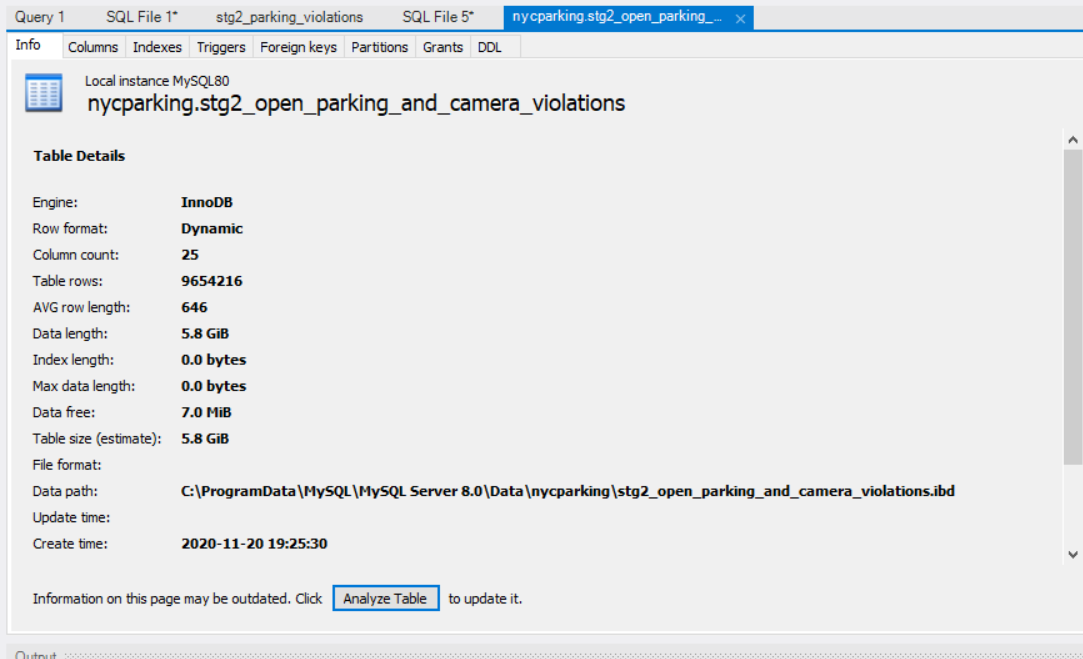 Query 1 SQL File 1* stg2_parking_violations SQL File 5* nycparking.stg2_open_parking_...
Info Columns Indexes Triggers Foreign keys Partitions Grants DDL
Local instance MySQL80
nycparking.stg2_open_parking_and_camera_violations
Table Details
Engine: InnoDB
Row format: Dynamic
Column count: 25
Table rows: 9654216
AVG row length: 646
Data length: 5.8 GiB
Index length: 0.0 bytes
Max data length: 0.0 bytes
Data free: 7.0 MiB
Table size (estimate): 5.8 GiB
File format:
Data path: C:\ProgramData\MySQL\MySQL Server 8.0\Data\nycparking\stg2_open_parking_and_camera_violations.ibd
Update time:
Create time: 2020-11-20 19:25:30
Information on this page may be outdated. Click Analyze Table to update it.
Output